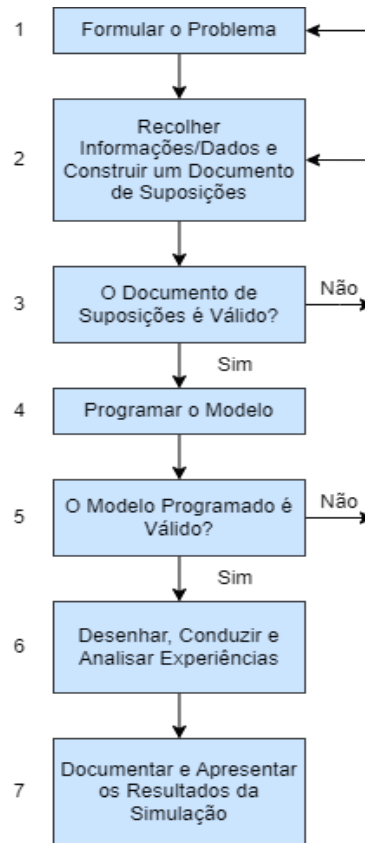 1
Formular o Problema
2
Recolher
Informações/Dados e
Construir um Documento
de Suposições
3
O Documento de
Suposições é Válido?
Não
Sim
4
Programar o Modelo
5
O Modelo Programado é
Válido?
Não
Sim
6
Desenhar, Conduzir e
Analisar Experiências
7
Documentar e Apresentar
os Resultados da
Simulação